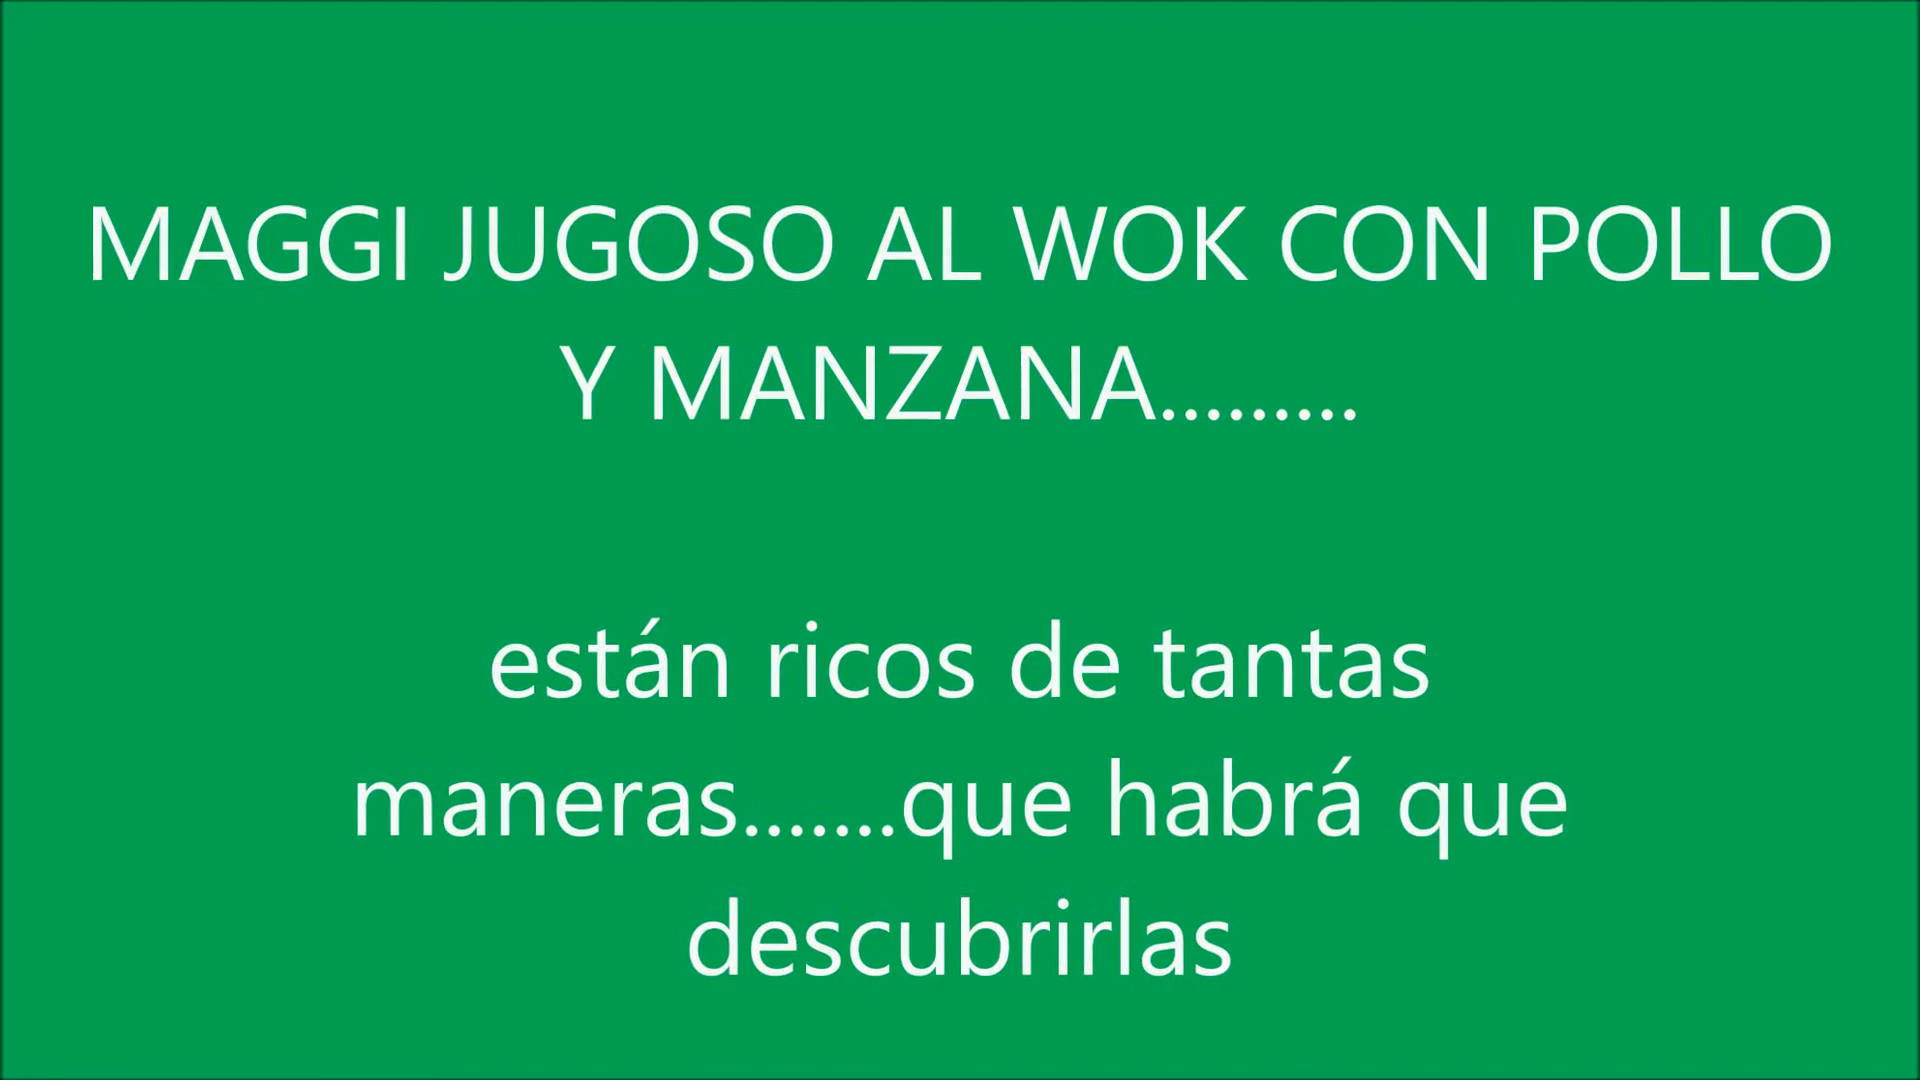 MAGGI JUGOSO AL WOK CON POLLO
Y MANZANA.........
están ricos de tantas
maneras.......que habrá que
descubrirlas